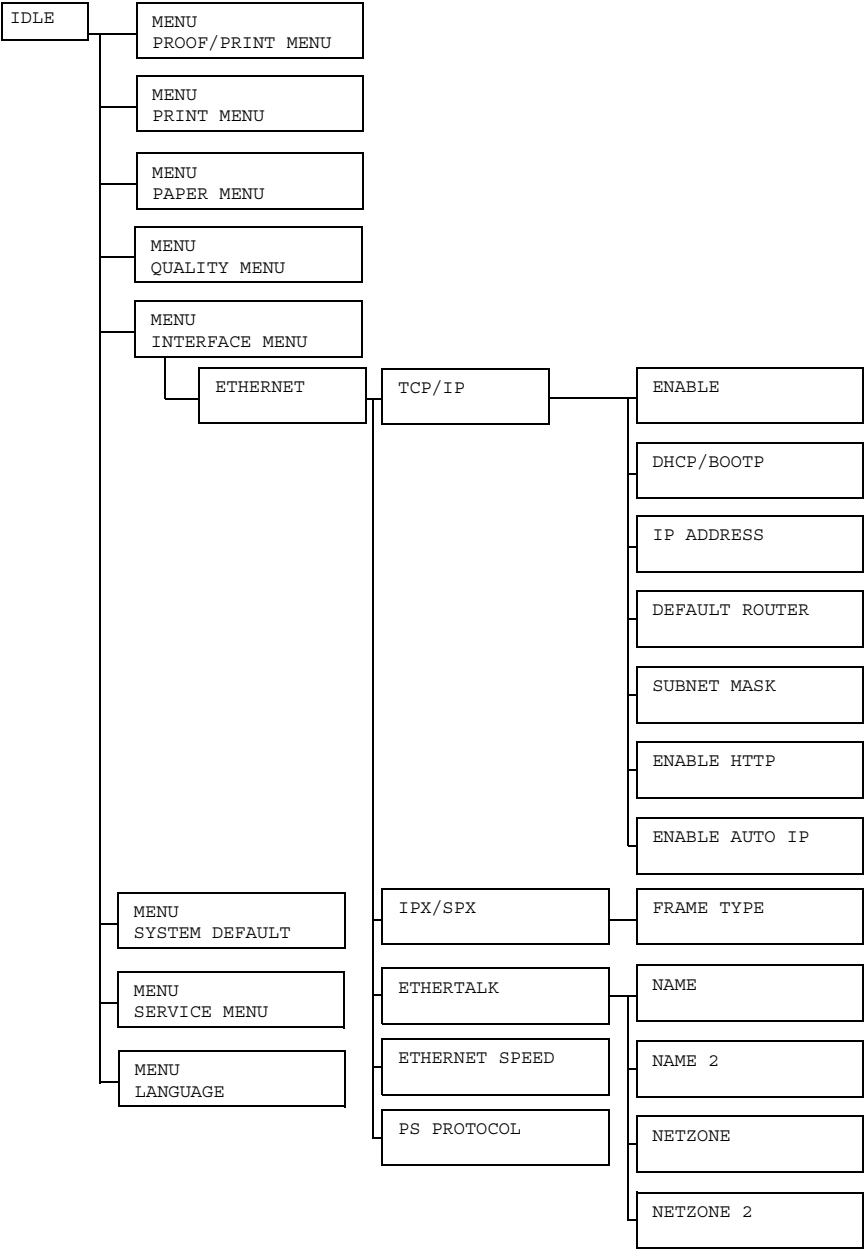 IDLE
MENU
PROOF/PRINT MENU
MENU
PRINT MENU
MENU
PAPER MENU
MENU
QUALITY MENU
MENU
INTERFACE MENU
ETHERNET
TCP/IP
ENABLE
DHCP/BOOTP
IP ADDRESS
DEFAULT ROUTER
SUBNET MASK
ENABLE HTTP
ENABLE AUTO IP
IPX/SPX
FRAME TYPE
ETHERTALK
NAME
NAME 2
NETZONE
NETZONE 2
ETHERNET SPEED
PS PROTOCOL
MENU
SYSTEM DEFAULT
MENU
SERVICE MENU
MENU
LANGUAGE